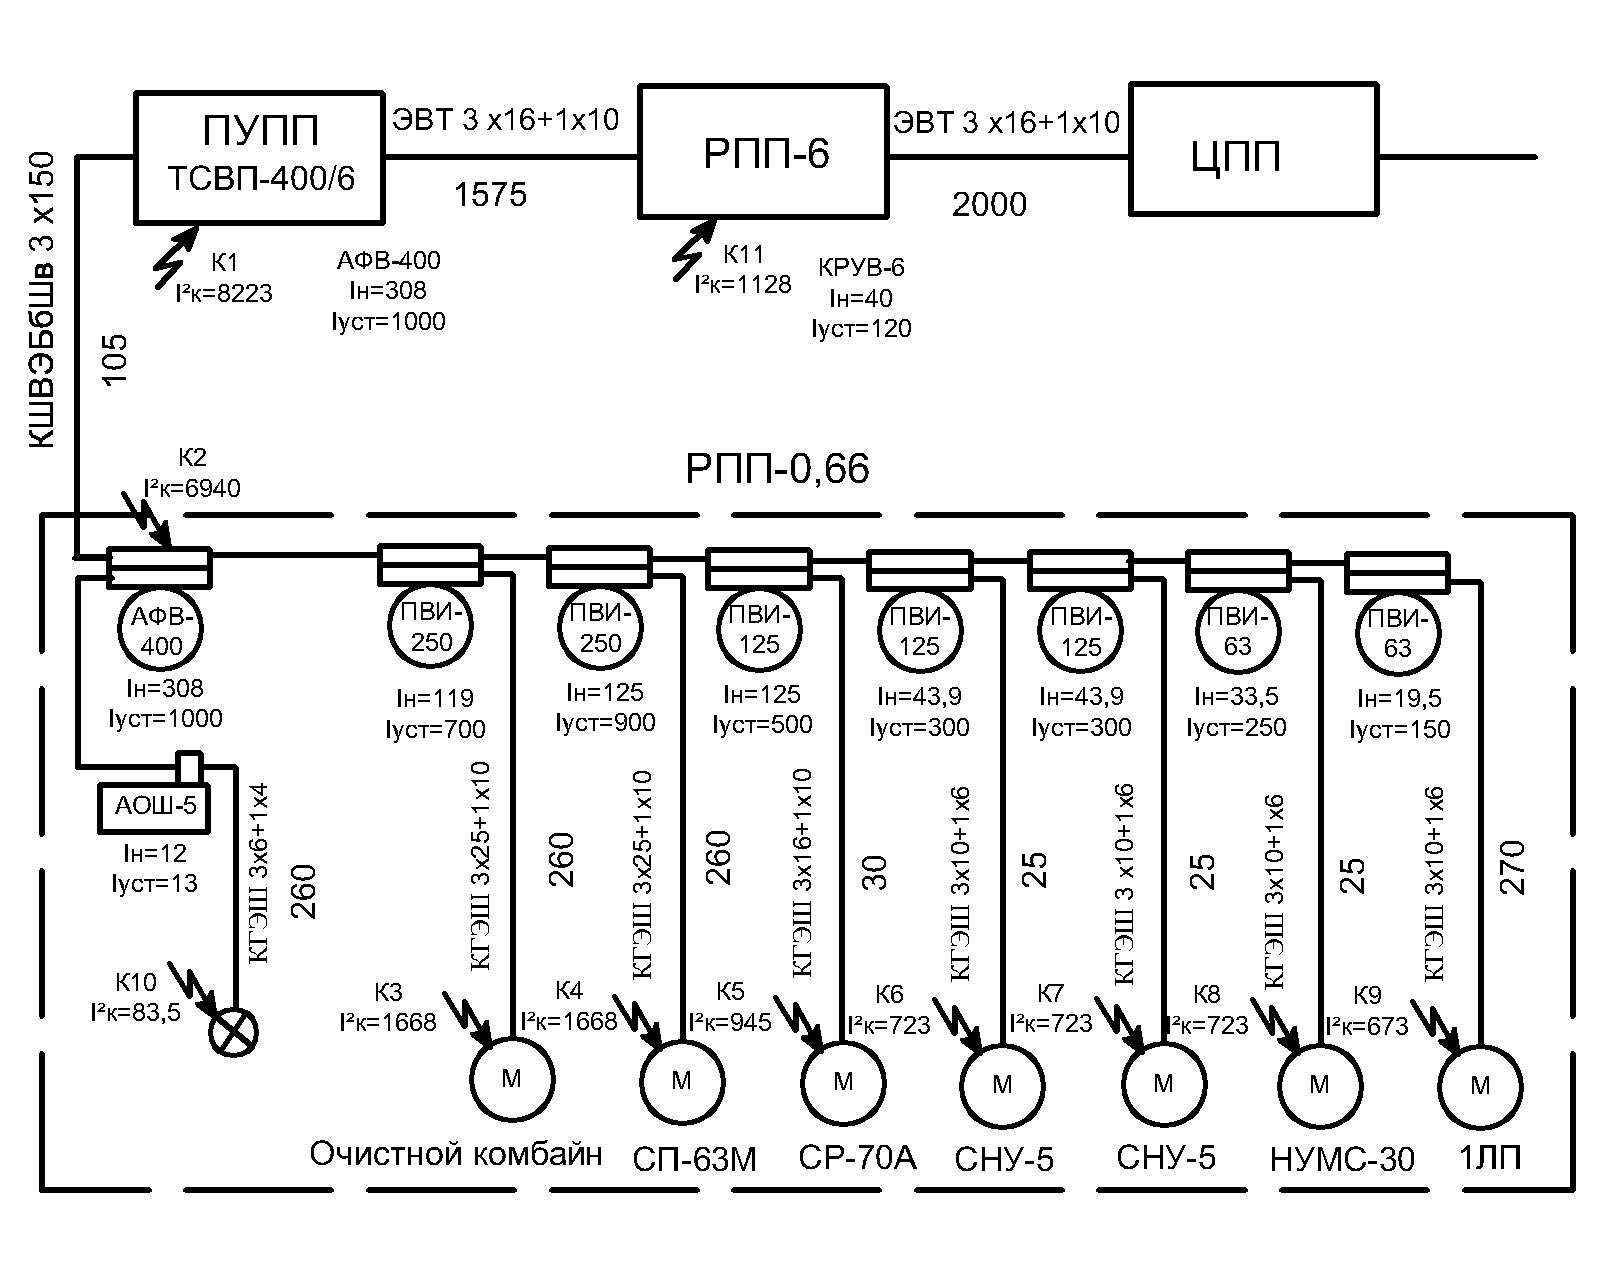 ПУПП
ТСВП-400/6
ЭВТ 3 х16+1х10
1575
РПП-6
ЭВТ 3 х16+1х10
2000
ЦПП
КШВЭБбШв 3 х150
105
К1
I²к=8223
АФВ-400
Iн=308
Iуст=1000
К11
I²к=1128
КРУВ-6
Iн=40
Iуст=120
К2
I²к=6940
РПП-0,66
АФВ-
400
Iн=308
Iуст=1000
ПВИ-
250
Iн=119
Iуст=700
ПВИ-
250
Iн=125
Iуст=900
ПВИ-
125
Iн=125
Iуст=500
ПВИ-
125
Iн=43,9
Iуст=300
ПВИ-
125
Iн=43,9
Iуст=300
ПВИ-
63
Iн=33,5
Iуст=250
ПВИ-
63
Iн=19,5
Iуст=150
АОШ-5
Iн=12
Iуст=13
КГЭШ 3х6+1х4
260
КГЭШ 3х25+1х10
260
КГЭШ 3х25+1х10
260
КГЭШ 3х16+1х10
30
КГЭШ 3х10+1х6
25
КГЭШ 3 х10+1х6
25
КГЭШ 3х10+1х6
25
КГЭШ 3х10+1х6
270
К10
I²к=83,5
К3
I²к=1668
К4
I²к=1668
К5
I²к=945
К6
I²к=723
К7
I²к=723
К8
I²к=723
К9
I²к=673
М
М
М
М
М
М
М
Очистной комбайн
СП-63М
СР-70А
СНУ-5
СНУ-5
НУМС-30
1ЛП